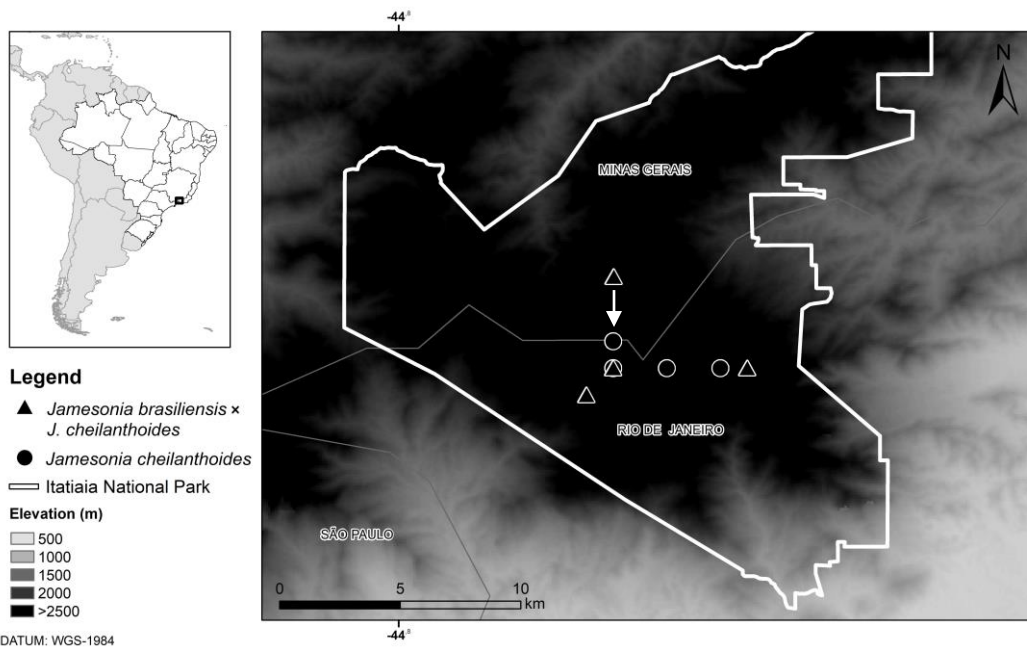 -44.8
N
MINAS GERAIS
RIO DE JANEIRO
SÃO PAULO
0 5 10
km
-44.8
Legend
Jamesonia brasiliensis ×
J. cheilanthoides
Jamesonia cheilanthoides
Itatiaia National Park
Elevation (m)
500
1000
1500
2000
>2500
DATUM: WGS-1984